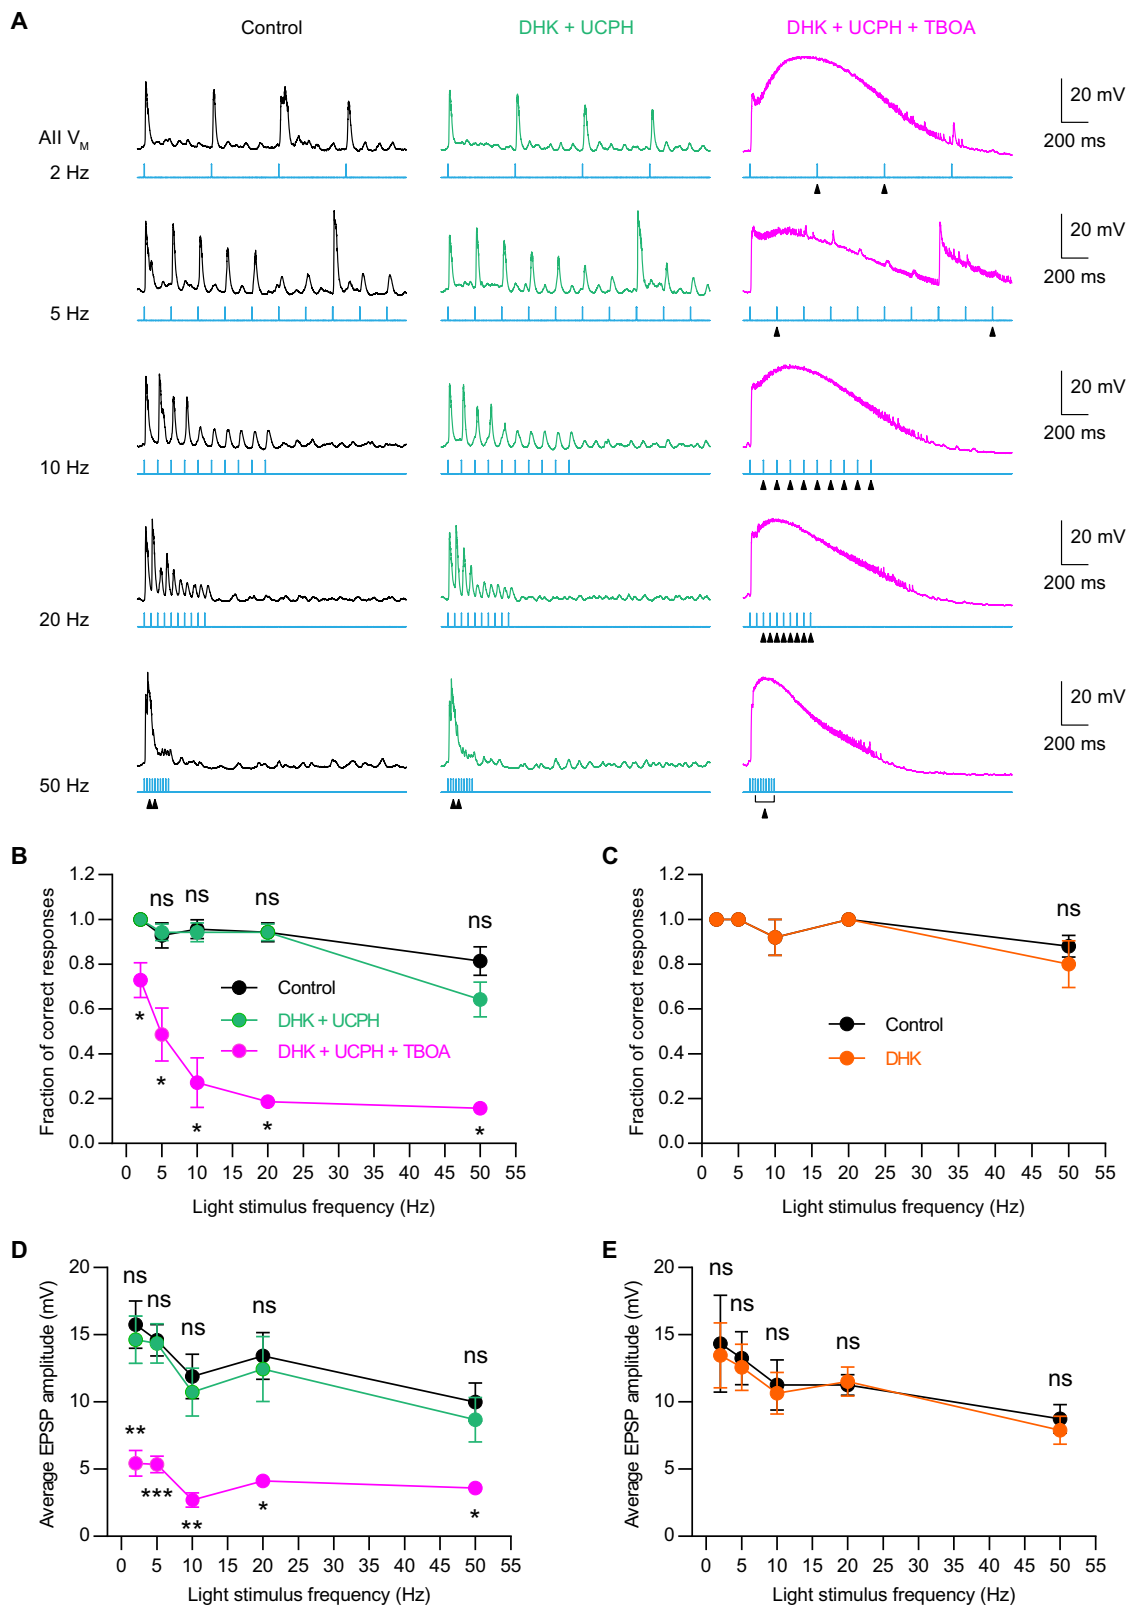 A
Control
DHK + UCPH
DHK + UCPH + TBOA
AII VM
2 Hz
20 mV
200 ms
5 Hz
20 mV
200 ms
10 Hz
20 mV
200 ms
20 Hz
20 mV
200 ms
50 Hz
20 mV
200 ms
B
Fraction of correct responses
1.2
1.0
0.8
0.6
0.4
0.2
0.0
ns
ns
ns
ns
Control
DHK + UCPH
DHK + UCPH + TBOA
*
*
*
*
*
0 5 10 15 20 25 30 35 40 45 50 55
Light stimulus frequency (Hz)
C
Fraction of correct responses
1.2
1.0
0.8
0.6
0.4
0.2
0.0
ns
Control
DHK
0 5 10 15 20 25 30 35 40 45 50 55
Light stimulus frequency (Hz)
D
Average EPSP amplitude (mV)
20
15
10
5
0
ns
ns
ns
ns
ns
**
***
**
*
*
0 5 10 15 20 25 30 35 40 45 50 55
Light stimulus frequency (Hz)
E
Average EPSP amplitude (mV)
20
15
10
5
0
ns
ns
ns
ns
ns
0 5 10 15 20 25 30 35 40 45 50 55
Light stimulus frequency (Hz)